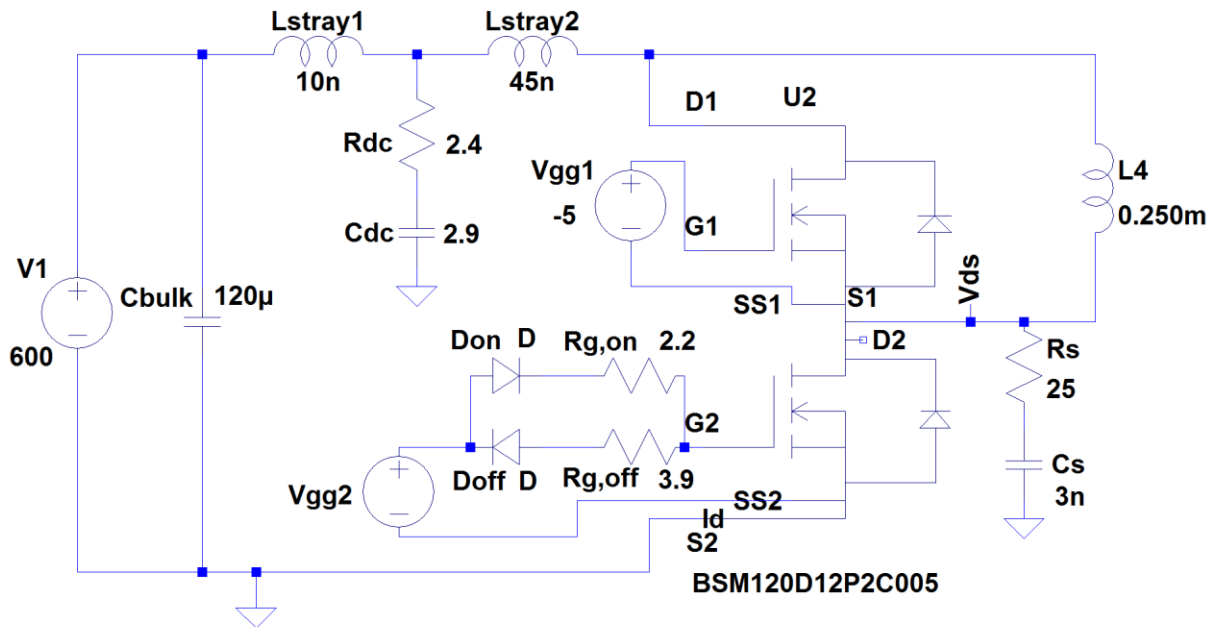 Lstray1
Lstray2
10n
45n
D1
U2
Rdc
2.4
Vgg1
-5
G1
L4
0.250m
Cdc
2.9
V1
Cbulk
120µ
600
SS1
S1
Vds
D2
Don
D
Rg,on
2.2
Rs
25
G2
Doff
D
Rg,off
3.9
Vgg2
SS2
Id
S2
Cs
3n
BSM120D12P2C005